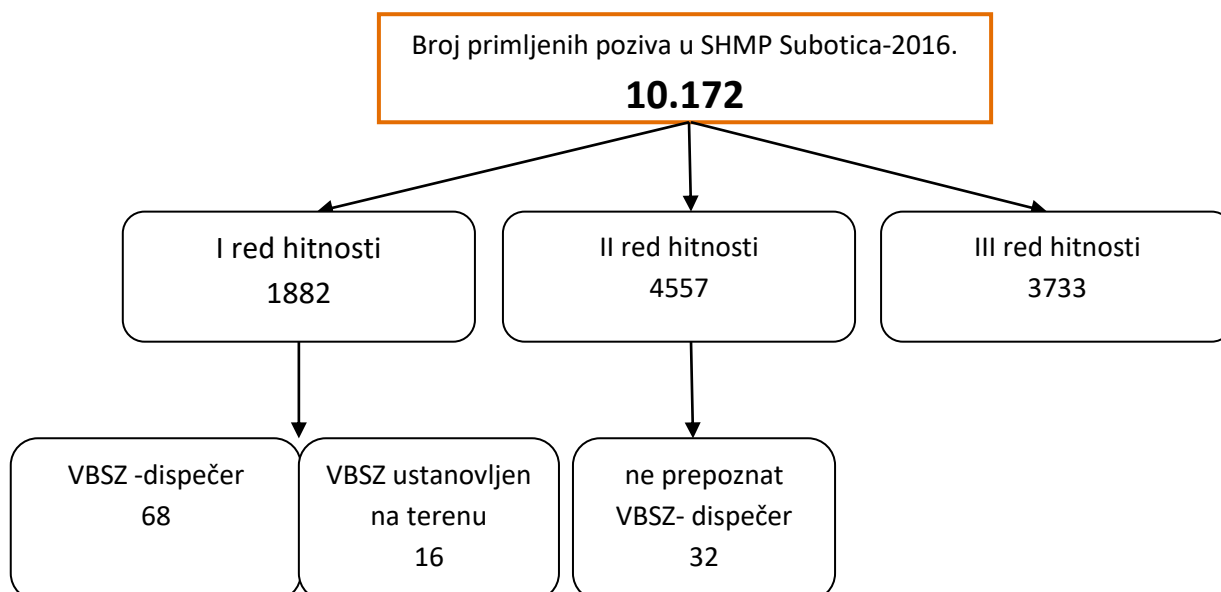 Broj primljenih poziva u SHMP Subotica-2016.
10.172
I red hitnosti
1882
II red hitnosti
4557
III red hitnosti
3733
VBSZ -dispečer
68
VBSZ ustanovljen
na terenu
16
ne prepoznat
VBSZ- dispečer
32